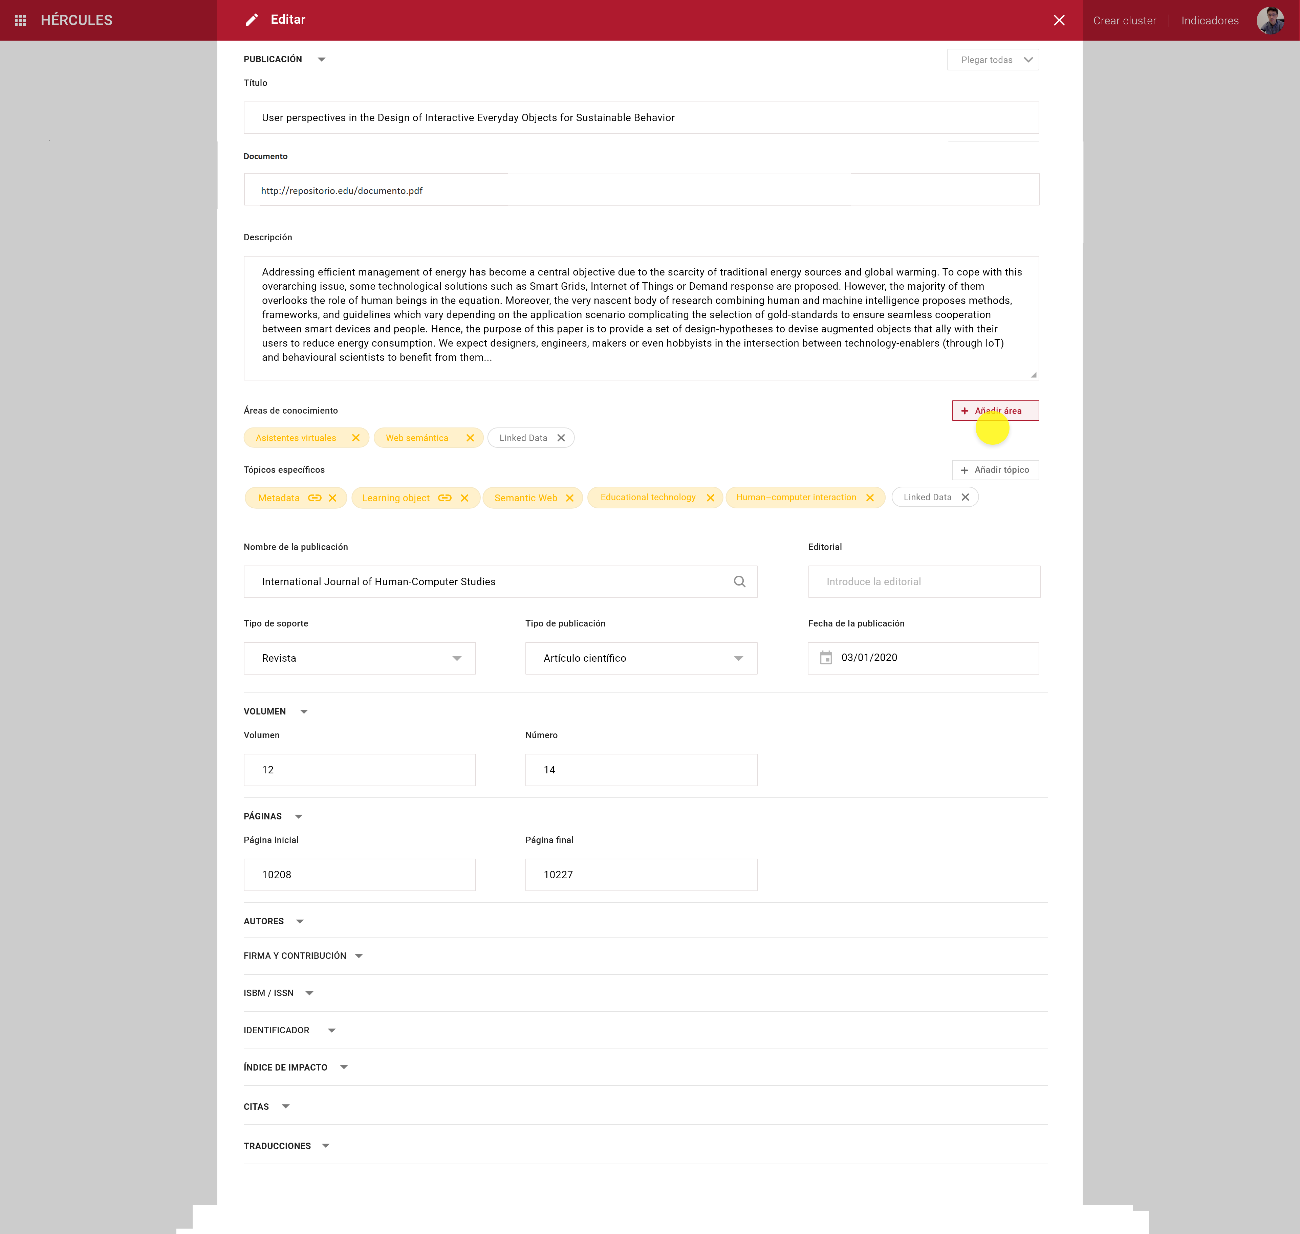 HÉRCULES
Editar
Crear cluster
Indicadores
PUBLICACIÓN
Plegar todas
Título
User perspectives in the Design of Interactive Everyday Objects for Sustainable Behavior
Documento
http://repositorio.edu/documento.pdf
Descripción
Addressing efficient management of energy has become a central objective due to the scarcity of traditional energy sources and global warming. To cope with this
overarching issue, some technological solutions such as Smart Grids, Internet of Things or Demand response are proposed. However, the majority of them
overlooks the role of human beings in the equation. Moreover, the very nascent body of research combining human and machine intelligence proposes methods,
frameworks, and guidelines which vary depending on the application scenario complicating the selection of gold-standards to ensure seamless cooperation
between smart devices and people. Hence, the purpose of this paper is to provide a set of design-hypotheses to devise augmented objects that ally with their
users to reduce energy consumption. We expect designers, engineers, makers or even hobbyists in the intersection between technology-enablers (through IoT)
and behavioural scientists to benefit from them...
Áreas de conocimiento
+ Añadir área
Asistentes virtuales
Web semántica
Linked Data
Tópicos específicos
+ Añadir tópico
Metadata
Learning object
Semantic Web
Educational technology
Human–computer interaction
Linked Data
Nombre de la publicación
Editorial
International Journal of Human-Computer Studies
Introduce la editorial
Tipo de soporte
Tipo de publicación
Fecha de la publicación
Revista
Artículo científico
03/01/2020
VOLUMEN
Volumen
Número
12
14
PÁGINAS
Página inicial
Página final
10208
10227
AUTORES
FIRMA Y CONTRIBUCIÓN
ISBM / ISSN
IDENTIFICADOR
ÍNDICE DE IMPACTO
CITAS
TRADUCCIONES